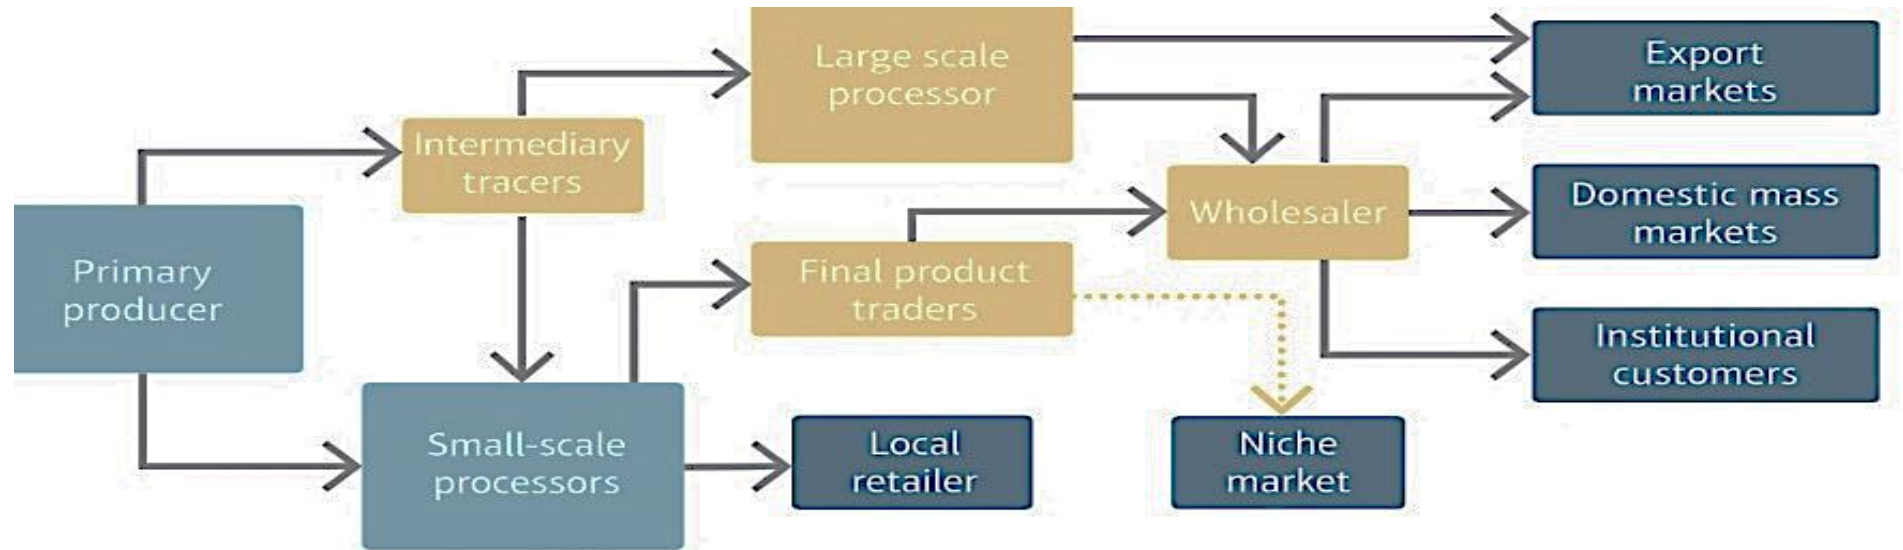 Large scale
processor
Export
markets
Intermediary
tracers
Domestic mass
markets
Wholesaler
Primary
producer
Final product
traders
Institutional
customers
Small-scale
processors
Local
retailer
Niche
market